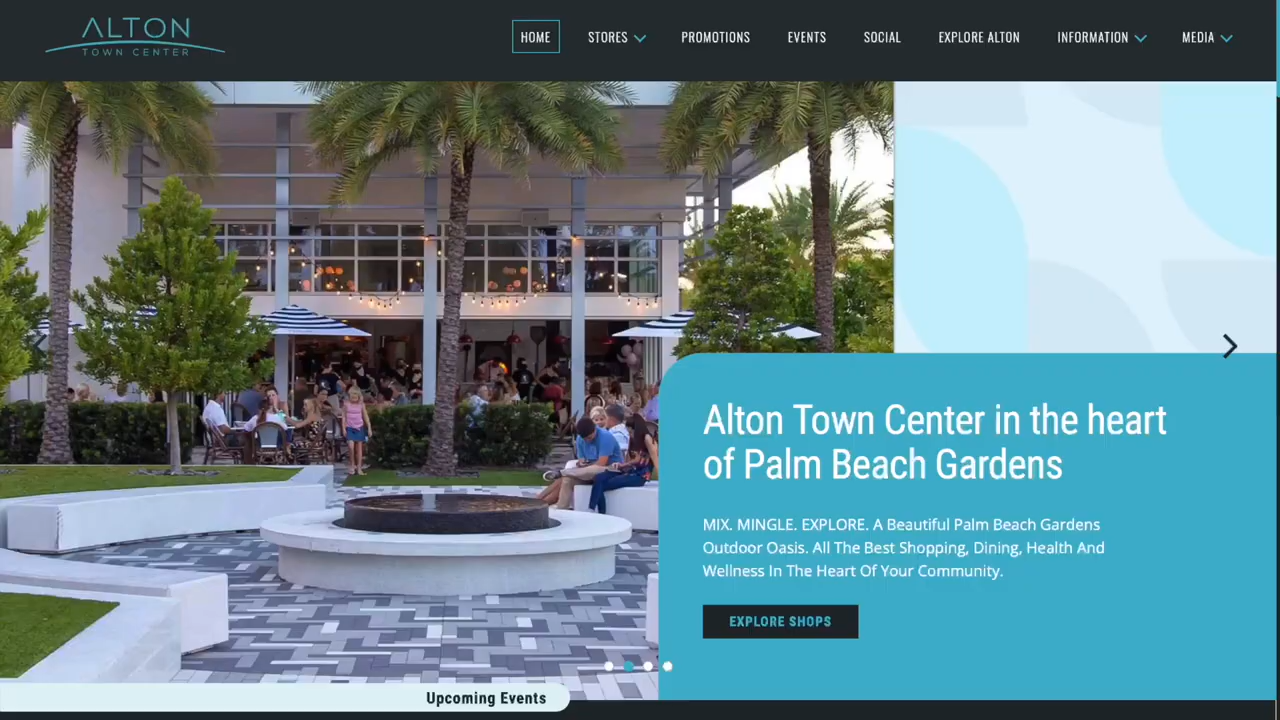 ALTON
TOWN CENTER
HOME
STORES
PROMOTIONS
EVENTS
SOCIAL
EXPLORE ALTON
INFORMATION
MEDIA
Alton Town Center in the heart
of Palm Beach Gardens
MIX. MINGLE. EXPLORE. A Beautiful Palm Beach Gardens
Outdoor Oasis. All The Best Shopping, Dining, Health And
Wellness In The Heart Of Your Community.
EXPLORE SHOPS
Upcoming Events